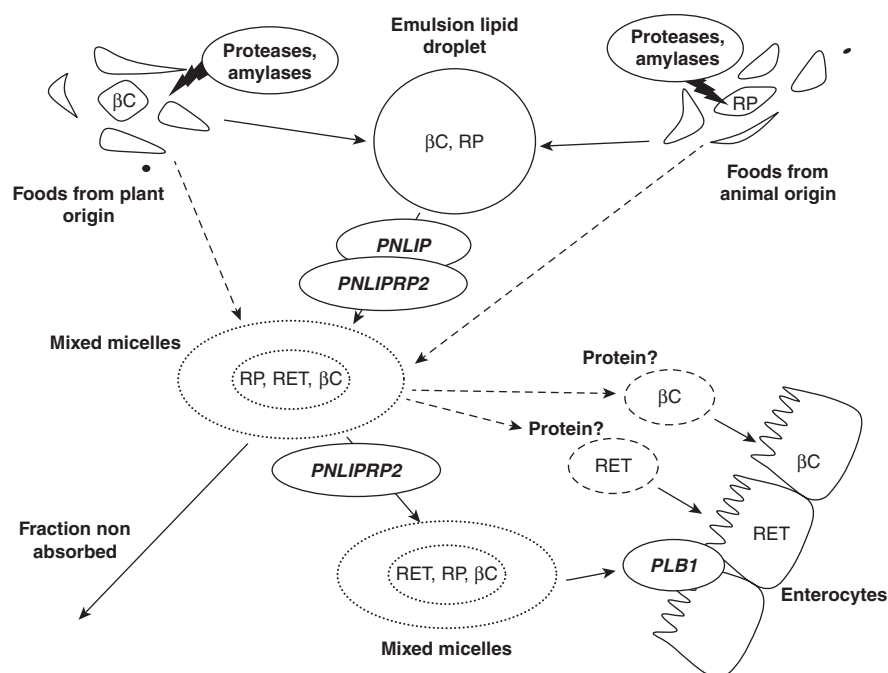 Proteases,
amylases
Emulsion lipid
droplet
Proteases,
amylases
βC
RP
βC, RP
Foods from plant
origin
Foods from
animal origin
PNLIP
PNLIPRP2
Mixed micelles
RP, RET, βC
Protein?
βC
Protein?
RET
βC
PNLIPRP2
RET
Fraction non
absorbed
RET, RP, βC
PLB1
Enterocytes
Mixed micelles